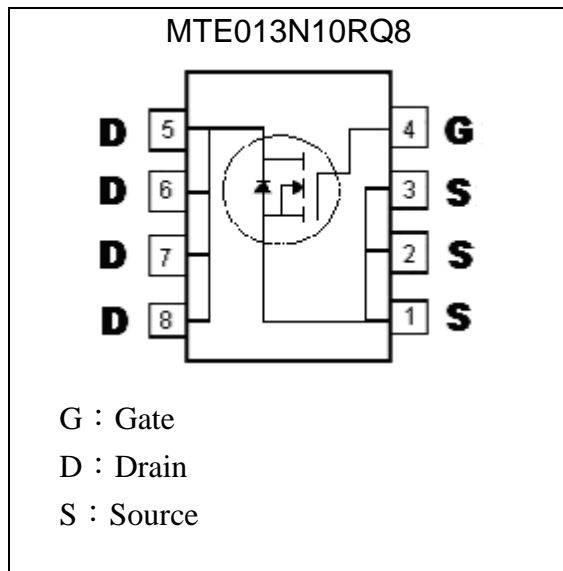 MTE013N10RQ8
D 5 4 G
D 6 3 S
D 7 2 S
D 8 1 S
G：Gate
D：Drain
S：Source